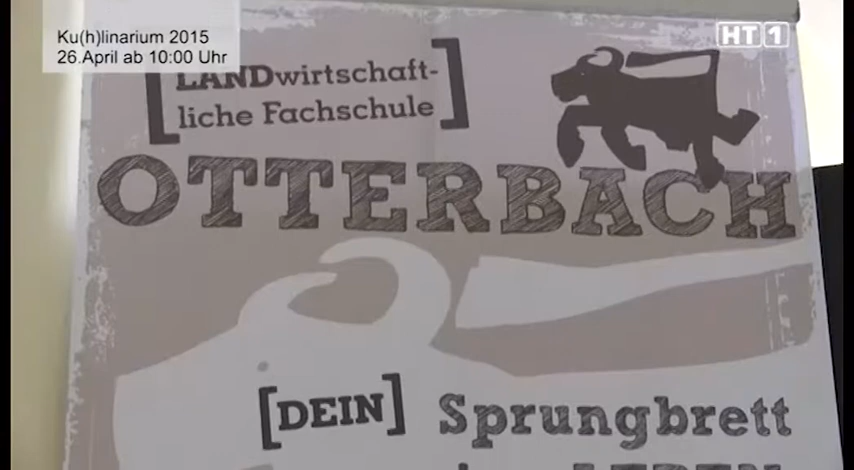 Ku(h)linarium 2015
26.April ab 10:00 Uhr
HT1
[LANDwirtschaft-
liche Fachschule]
OTTERBACH
[DEIN] Sprungbrett